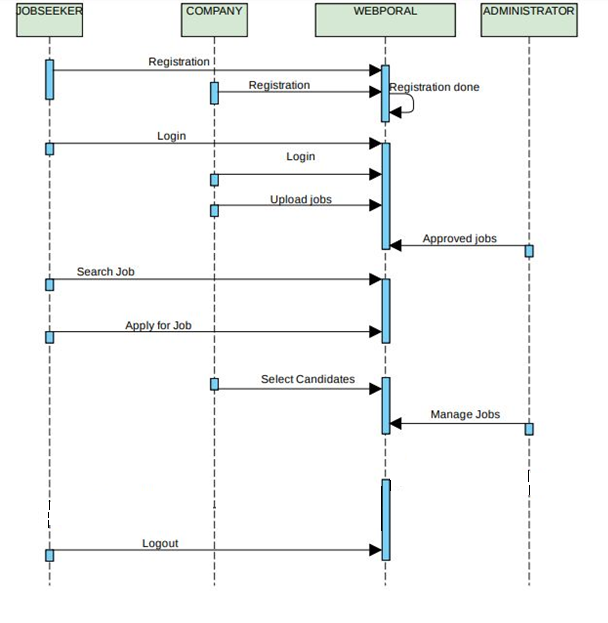 JOBSEEKER
COMPANY
WEBPORAL
ADMINISTRATOR
Registration
Registration
Registration done
Login
Login
Upload jobs
Approved jobs
Search Job
Apply for Job
Select Candidates
Manage Jobs
Logout